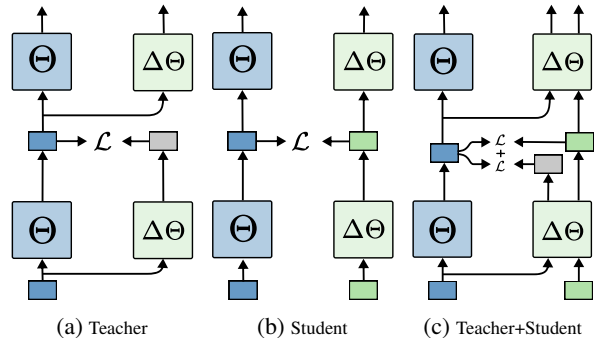 Θ ΔΘ Θ ΔΘ Θ ΔΘ
ℒ ℒ ℒ
+
ℒ
Θ ΔΘ Θ ΔΘ Θ ΔΘ
(a) Teacher (b) Student (c) Teacher+Student